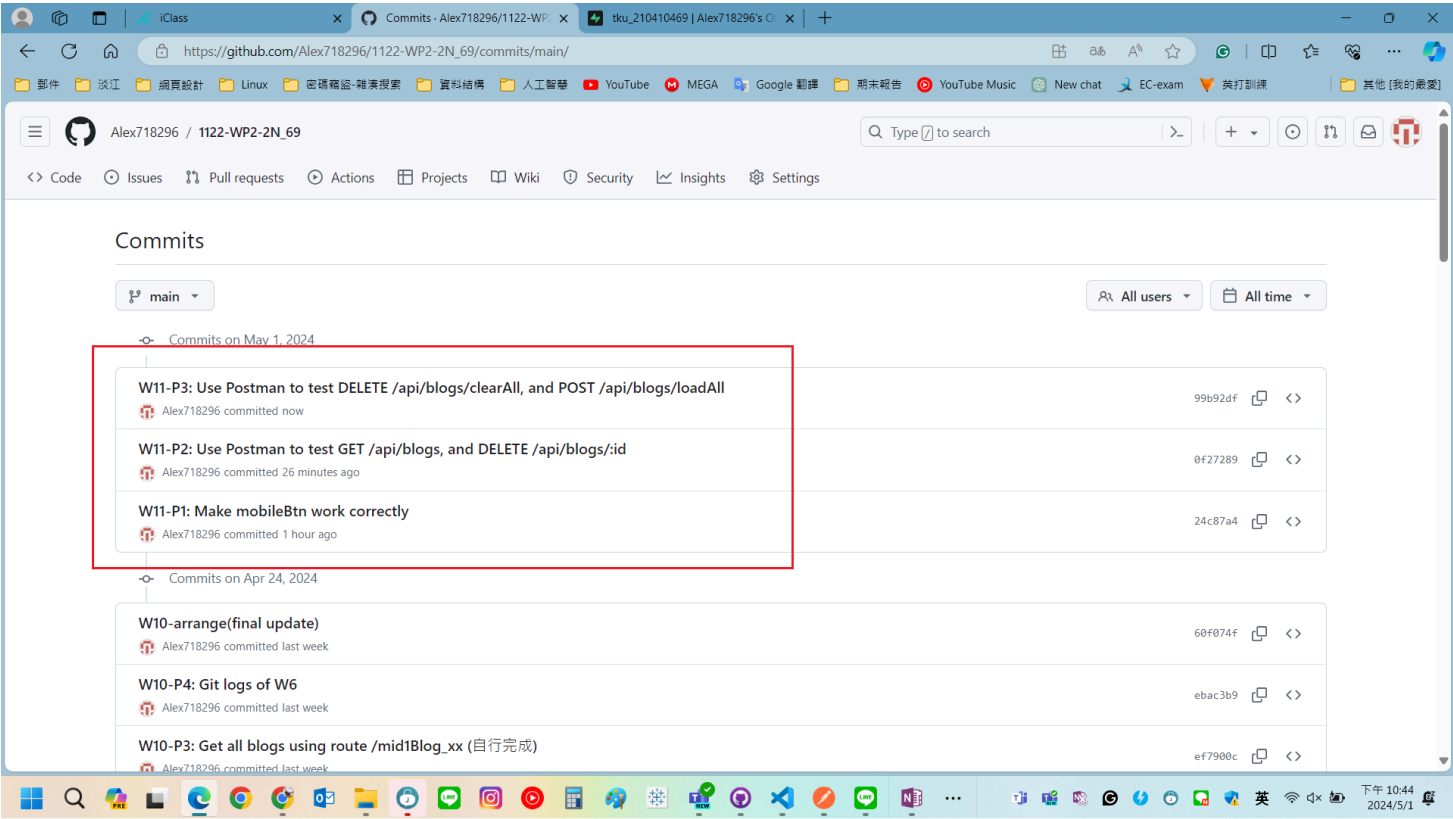 iClass
Commits · Alex718296/1122-WP2
tku_210410469 | Alex718296's O
https://github.com/Alex718296/1122-WP2-2N_69/commits/main/
郵件 淡江 網頁設計 Linux 密碼竊盜-雜湊搜索 資料結構 人工智慧 YouTube MEGA Google 翻譯 期末報告 YouTube Music New chat EC-exam 英打訓練 其他 [我的最愛]
Alex718296 / 1122-WP2-2N_69
Type / to search
Code Issues Pull requests Actions Projects Wiki Security Insights Settings
Commits
main All users All time
Commits on May 1, 2024
W11-P3: Use Postman to test DELETE /api/blogs/clearAll, and POST /api/blogs/loadAll
Alex718296 committed now
99b92df
W11-P2: Use Postman to test GET /api/blogs, and DELETE /api/blogs/:id
Alex718296 committed 26 minutes ago
0f27289
W11-P1: Make mobileBtn work correctly
Alex718296 committed 1 hour ago
24c87a4
Commits on Apr 24, 2024
W10-arrange(final update)
Alex718296 committed last week
60f074f
W10-P4: Git logs of W6
Alex718296 committed last week
ebac3b9
W10-P3: Get all blogs using route /mid1Blog_xx (自行完成)
Alex718296 committed last week
ef7900c
英
下午 10:44
2024/5/1